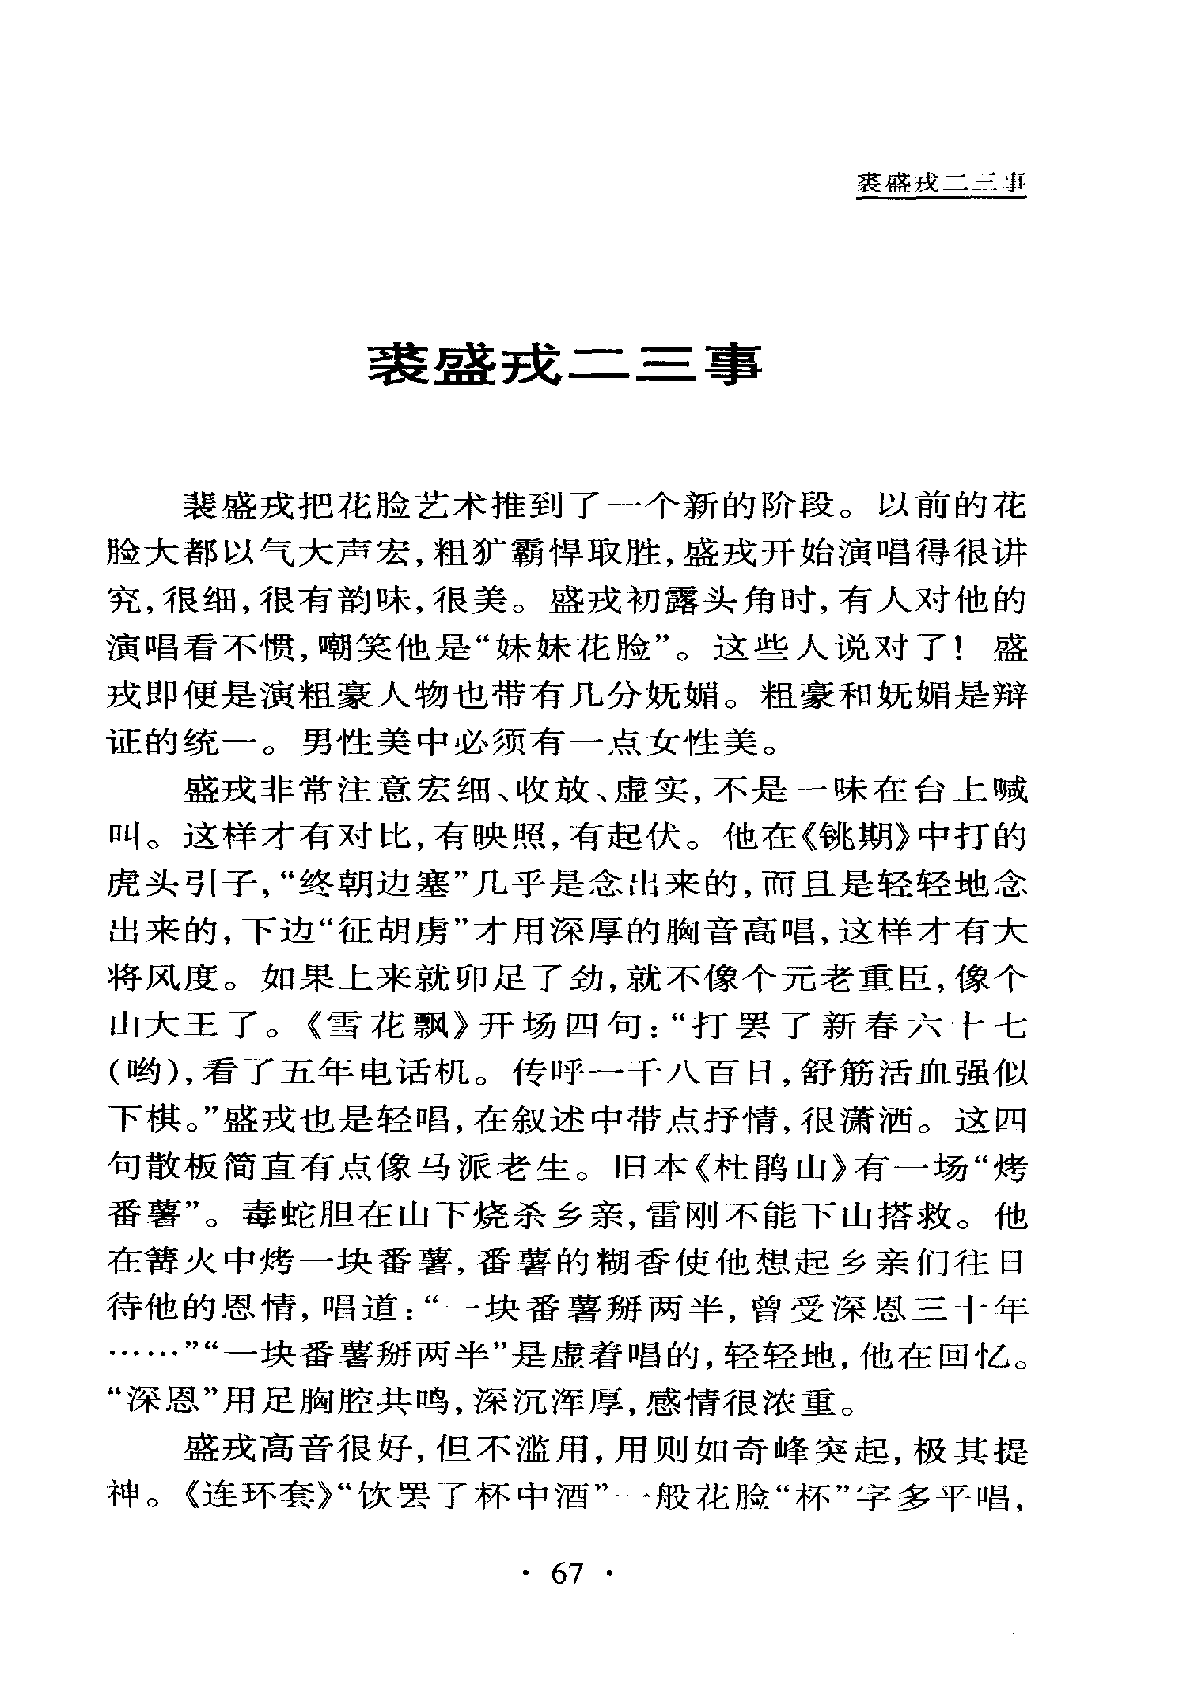 裘盛戎二三事
裘盛戎二三事
裴盛戎把花脸艺术推到了一个新的阶段。以前的花
脸大都以气大声宏,粗犷霸悍取胜,盛戎开始演唱得很讲
究,很细,很有韵味,很美。盛戎初露头角时,有人对他的
演唱看不惯,嘲笑他是“妹妹花脸”。这些人说对了! 盛
戎即便是演粗豪人物也带有几分妩媚。粗豪和妩媚是辩
证的统一。男性美中必须有一点女性美。
盛戎非常注意宏细、收放、虚实,不是一味在台上喊
叫。这样才有对比,有映照,有起伏。他在《铫期》中打的
虎头引子,“终朝边塞”几乎是念出来的,而且是轻轻地念
出来的,下边“征胡虏”才用深厚的胸音高唱,这样才有大
将风度。如果上来就卯足了劲,就不像个元老重臣,像个
山大王了。《雪花飘》开场四句:“打罢了新春六十七
(哟),看了五年电话机。传呼一千八百日,舒筋活血强似
下棋。”盛戎也是轻唱,在叙述中带点抒情,很潇洒。这四
句散板简直有点像马派老生。旧本《杜鹃山》有一场“烤
番薯”。毒蛇胆在山下烧杀乡亲,雷刚不能下山搭救。他
在篝火中烤一块番薯,番薯的糊香使他想起乡亲们往日
待他的恩情,唱道:“一块番薯掰两半,曾受深恩三十年
……”“一块番薯掰两半”是虚着唱的,轻轻地,他在回忆。
“深恩”用足胸腔共鸣,深沉浑厚,感情很浓重。
盛戎高音很好,但不滥用,用则如奇峰突起,极其提
神。《连环套》“饮罢了杯中酒”一般花脸“杯”字多平唱,
· 67 ·